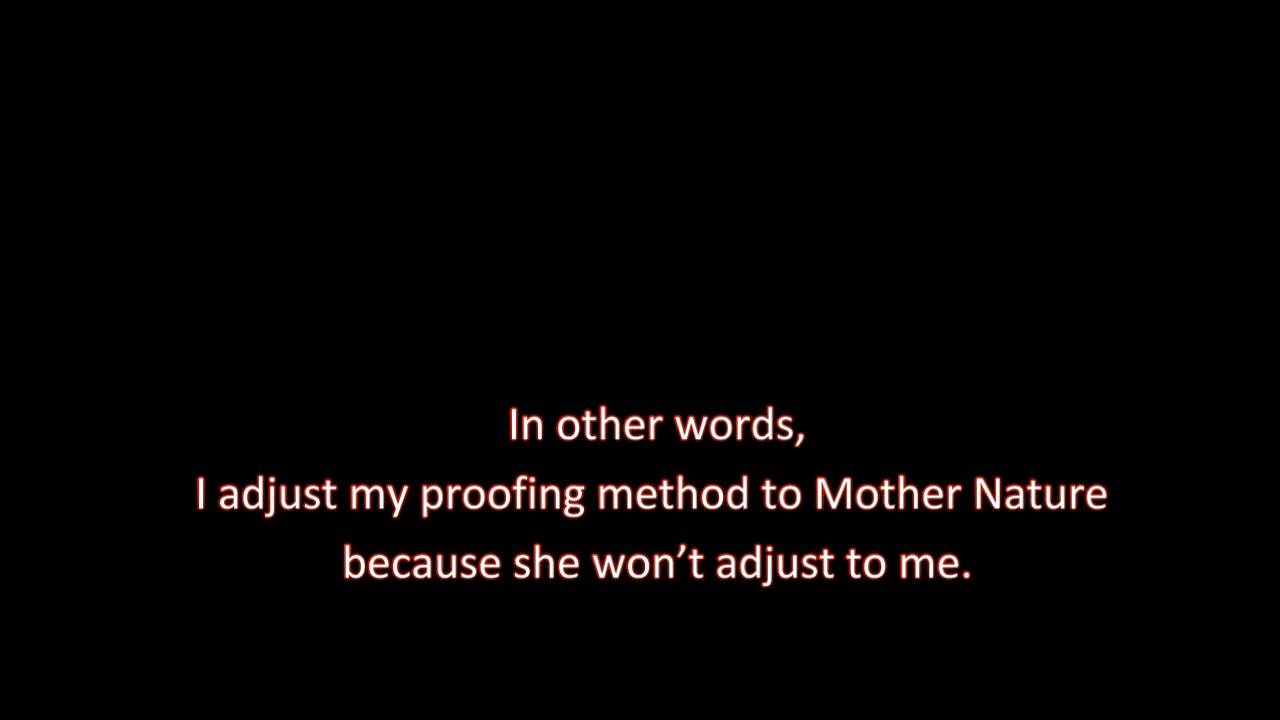 In other words,
I adjust my proofing method to Mother Nature
because she won’t adjust to me.